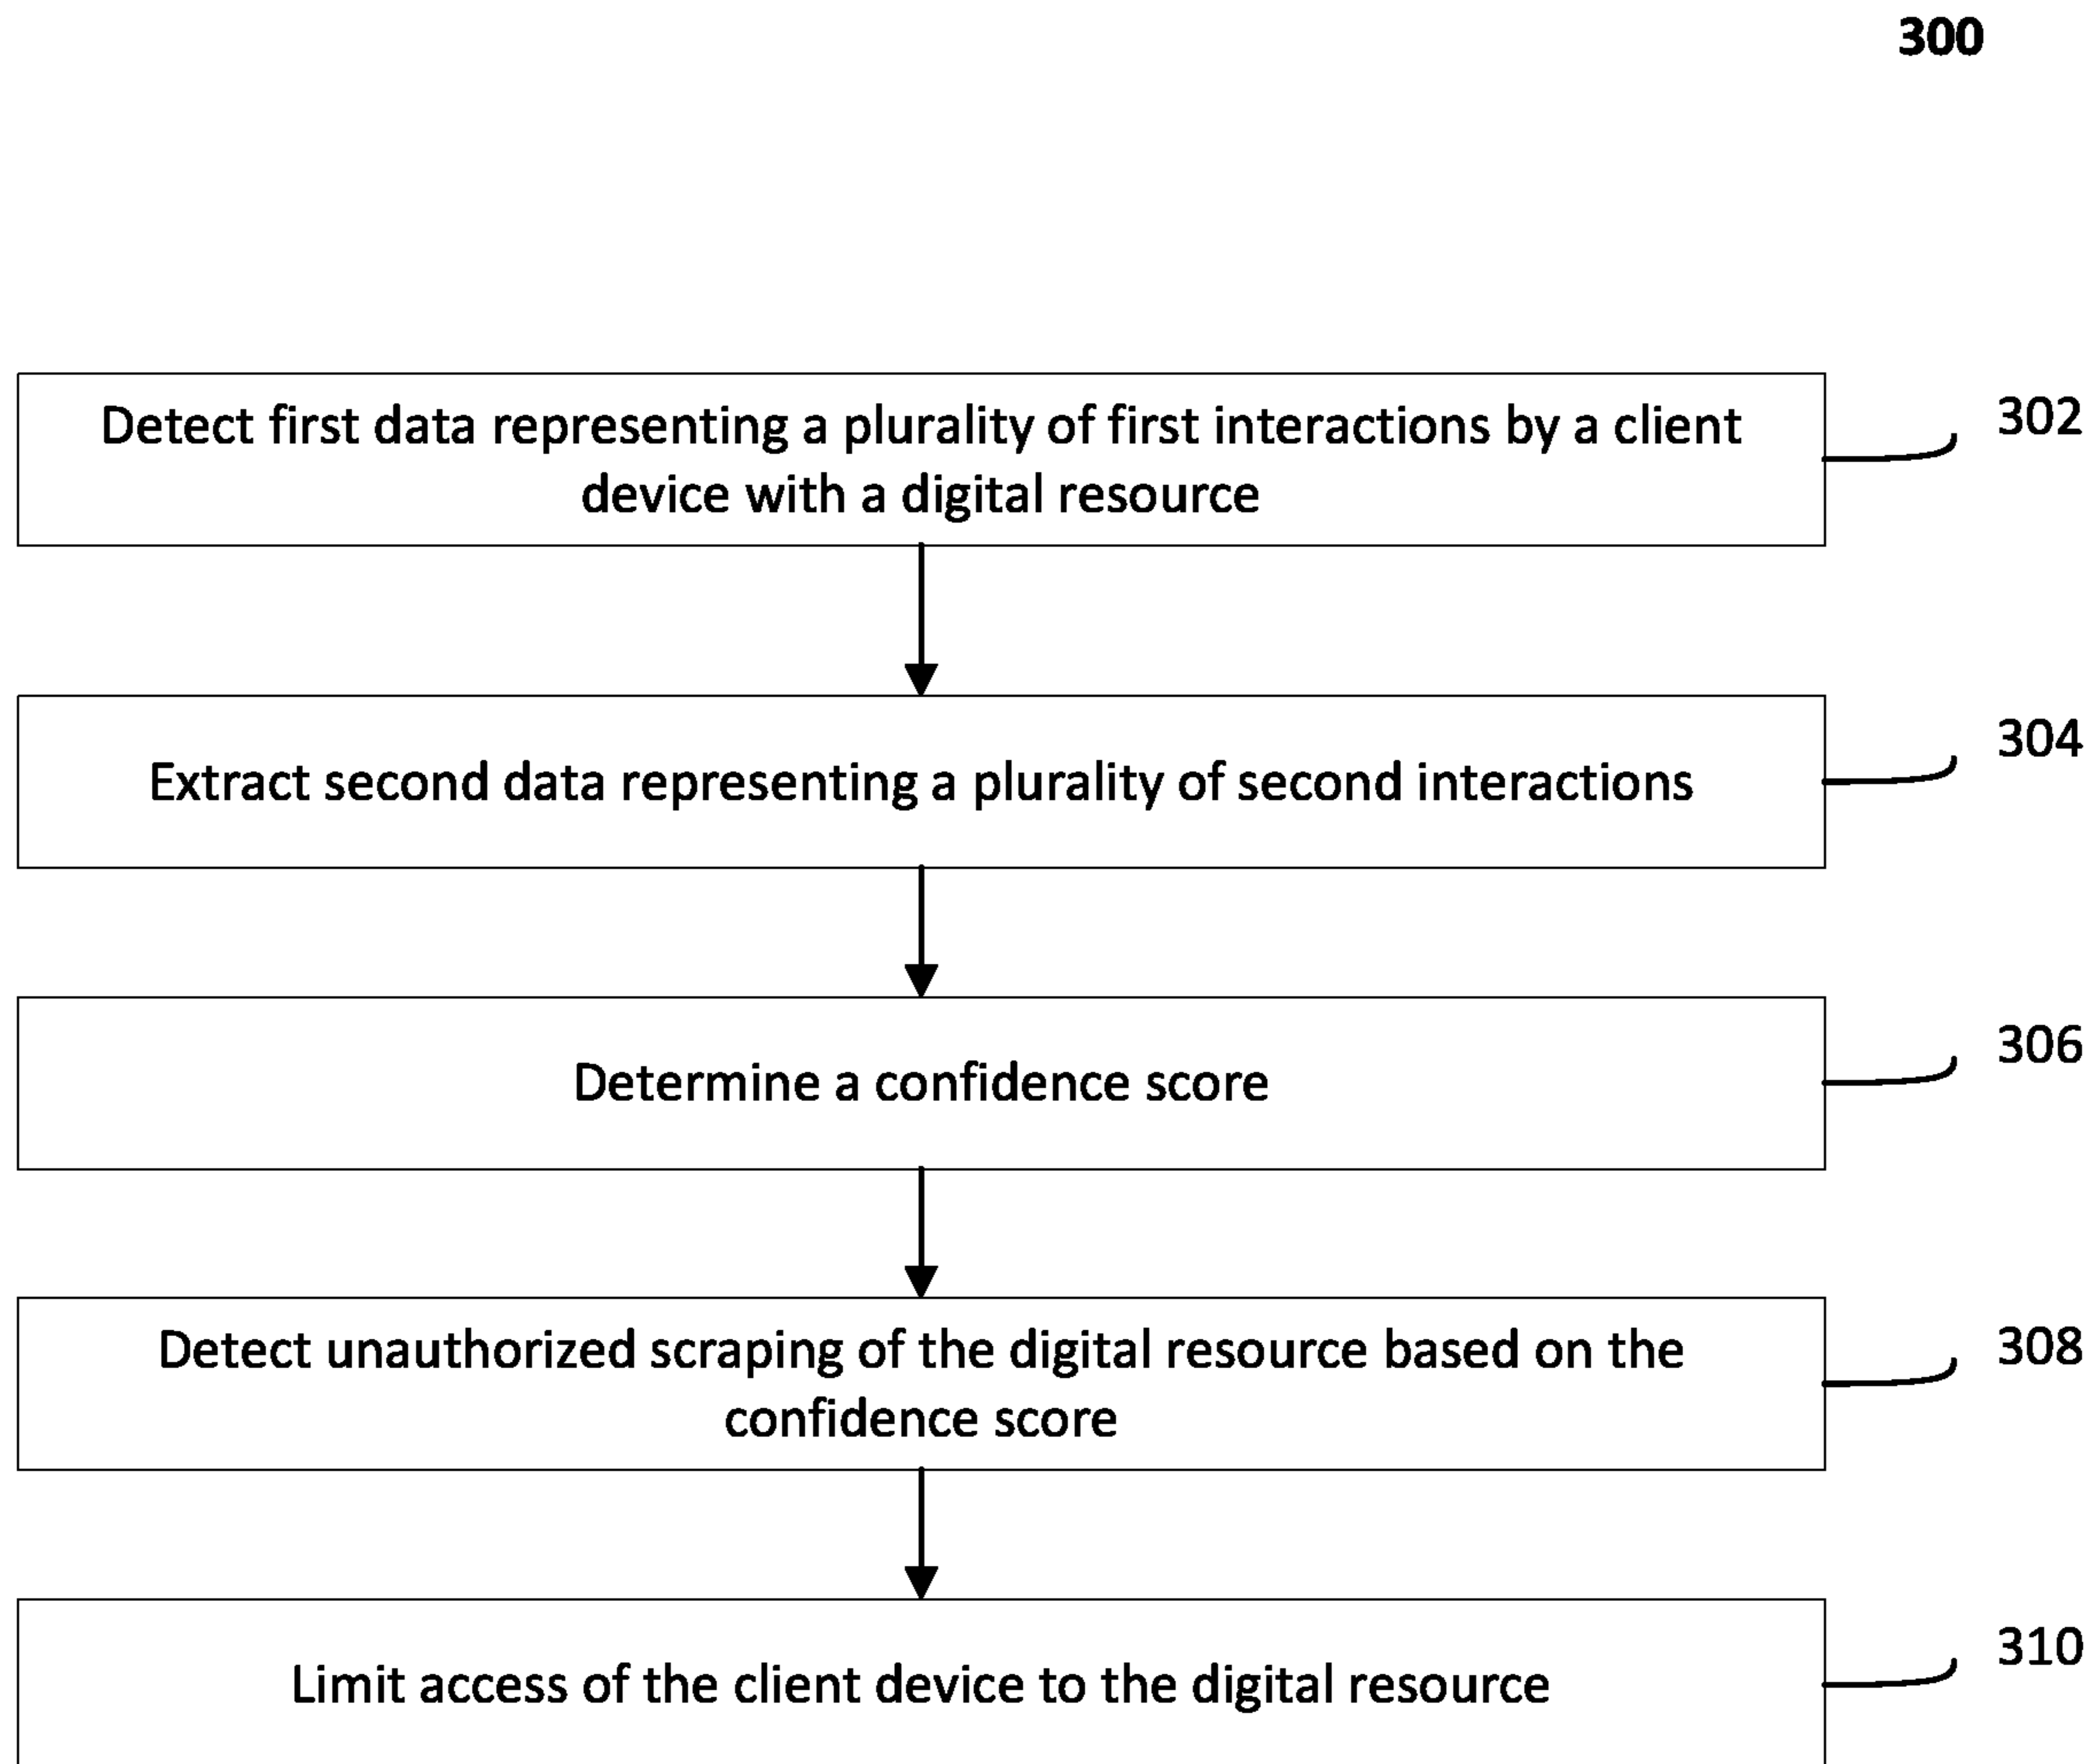 300
Detect first data representing a plurality of first interactions by a client
device with a digital resource
302
Extract second data representing a plurality of second interactions
304
Determine a confidence score
306
Detect unauthorized scraping of the digital resource based on the
confidence score
308
Limit access of the client device to the digital resource
310